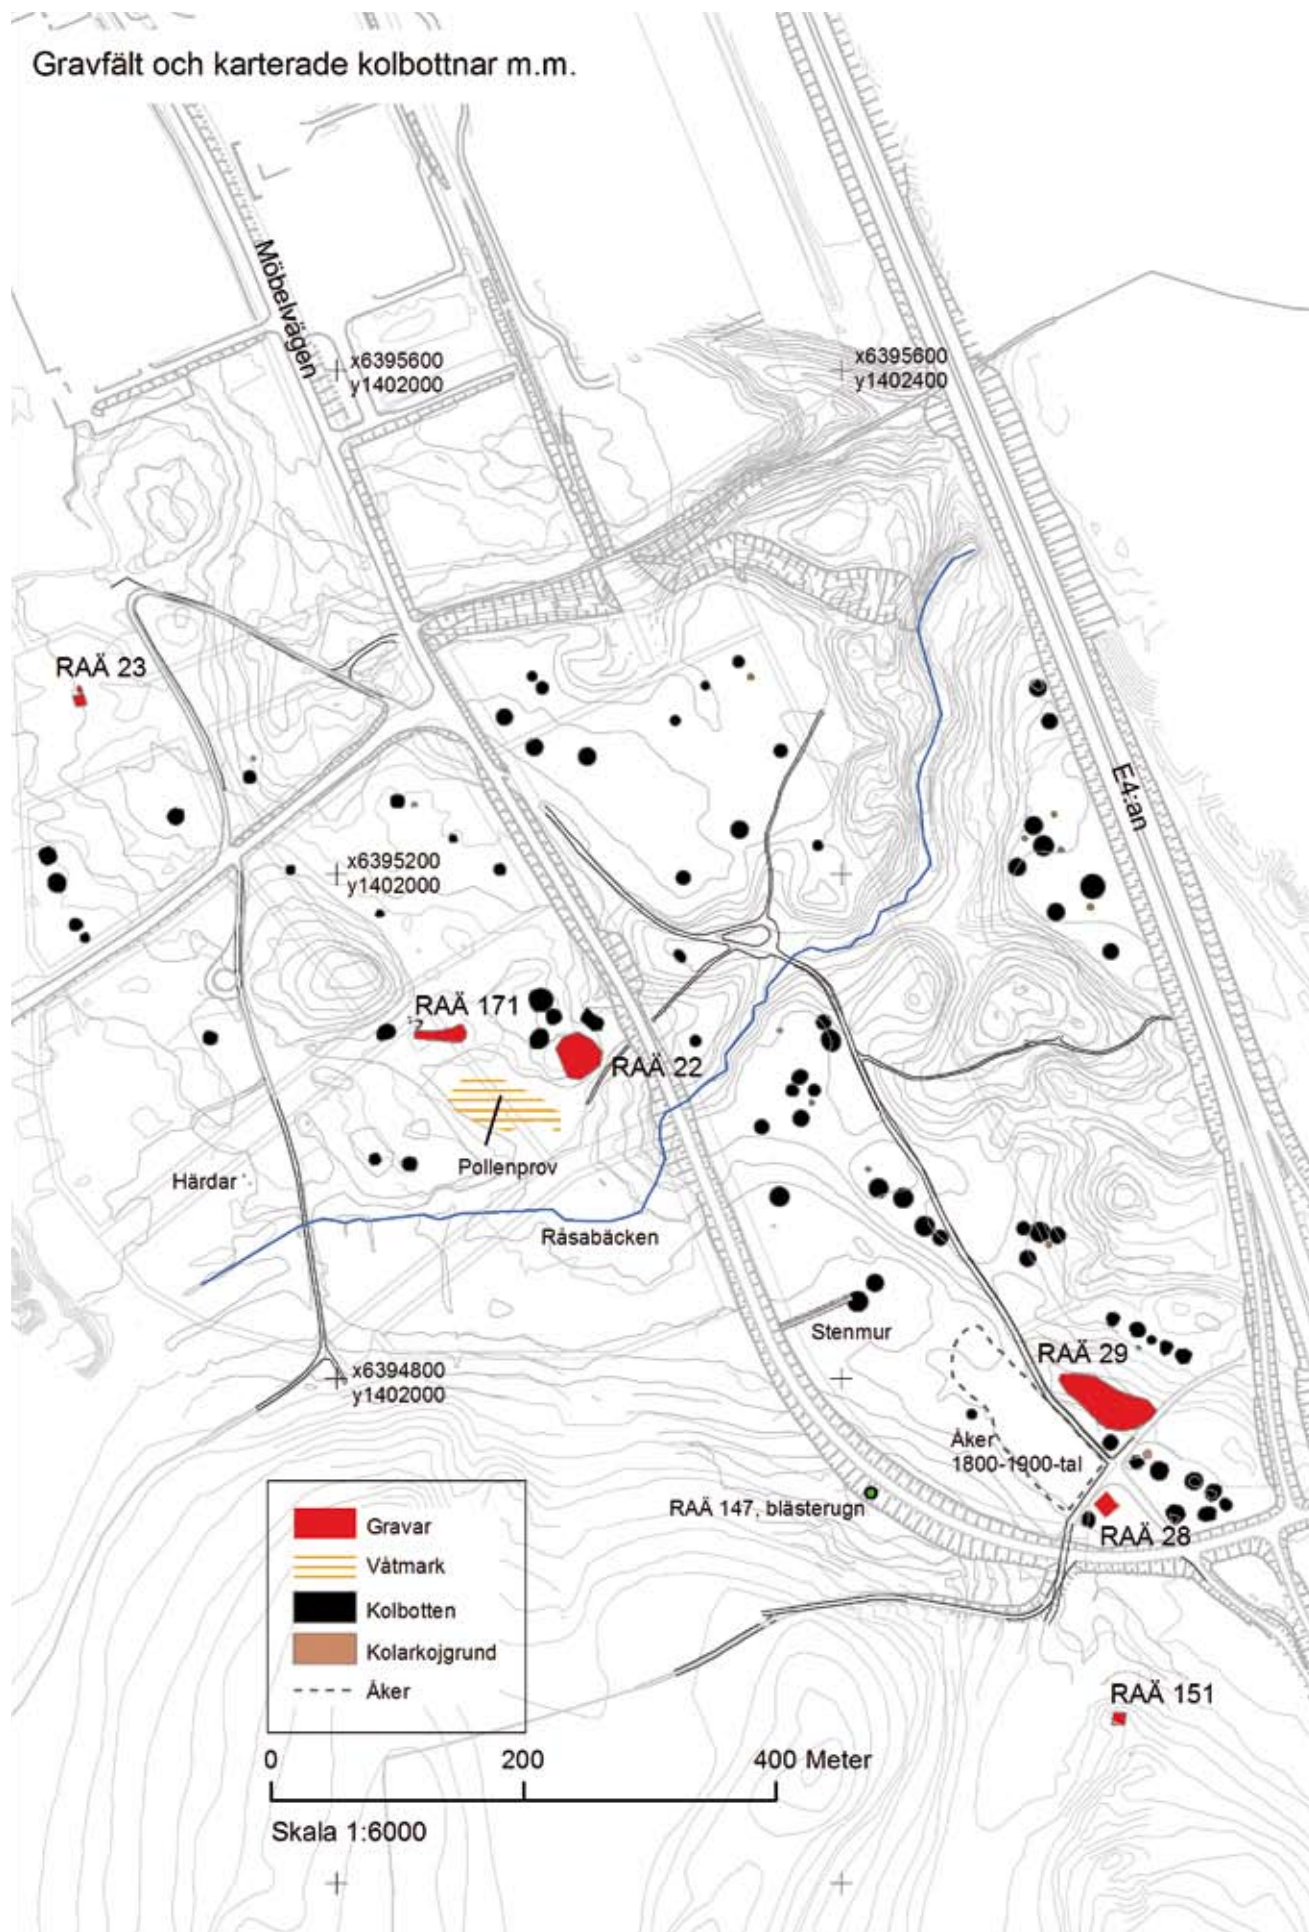 Gravfält och karterade kolbottnar m.m.
Möbelvägen
x6395600
y1402000
x6395600
y1402400
RAÄ 23
E4:an
x6395200
y1402000
RAÄ 171
RAÄ 22
Pollenprov
Härdar
Råsabäcken
Stenmur
RAÄ 29
x6394800
y1402000
Åker
1800-1900-tal
RAÄ 147, blästerugn
RAÄ 28
Gravar
Våtmark
Kolbotten
Kolarkojgrund
Åker
RAÄ 151
0 200 400 Meter
Skala 1:6000